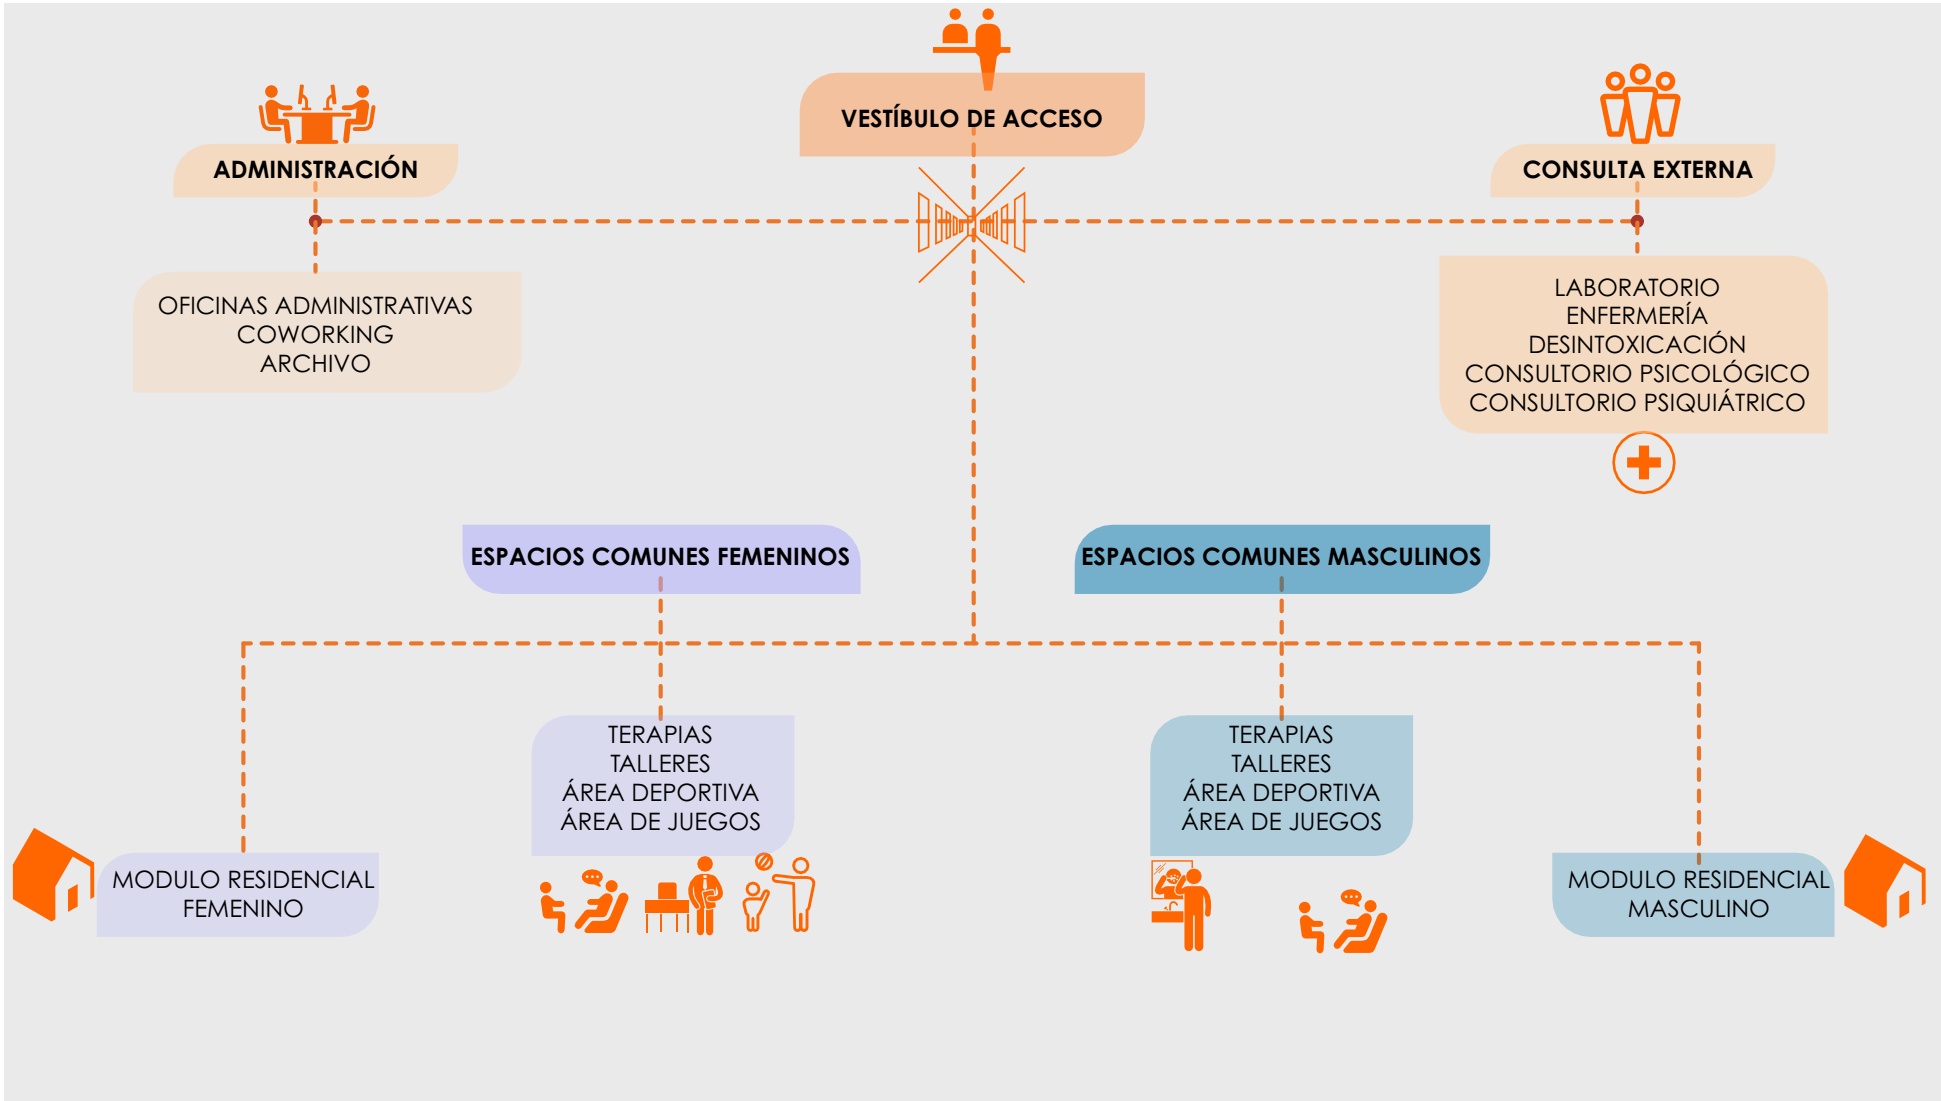 VESTÍBULO DE ACCESO
ADMINISTRACIÓN
CONSULTA EXTERNA
OFICINAS ADMINISTRATIVAS
COWORKING
ARCHIVO
LABORATORIO
ENFERMERÍA
DESINTOXICACIÓN
CONSULTORIO PSICOLÓGICO
CONSULTORIO PSIQUIÁTRICO
ESPACIOS COMUNES FEMENINOS
ESPACIOS COMUNES MASCULINOS
TERAPIAS
TALLERES
ÁREA DEPORTIVA
ÁREA DE JUEGOS
TERAPIAS
TALLERES
ÁREA DEPORTIVA
ÁREA DE JUEGOS
MODULO RESIDENCIAL
FEMENINO
MODULO RESIDENCIAL
MASCULINO